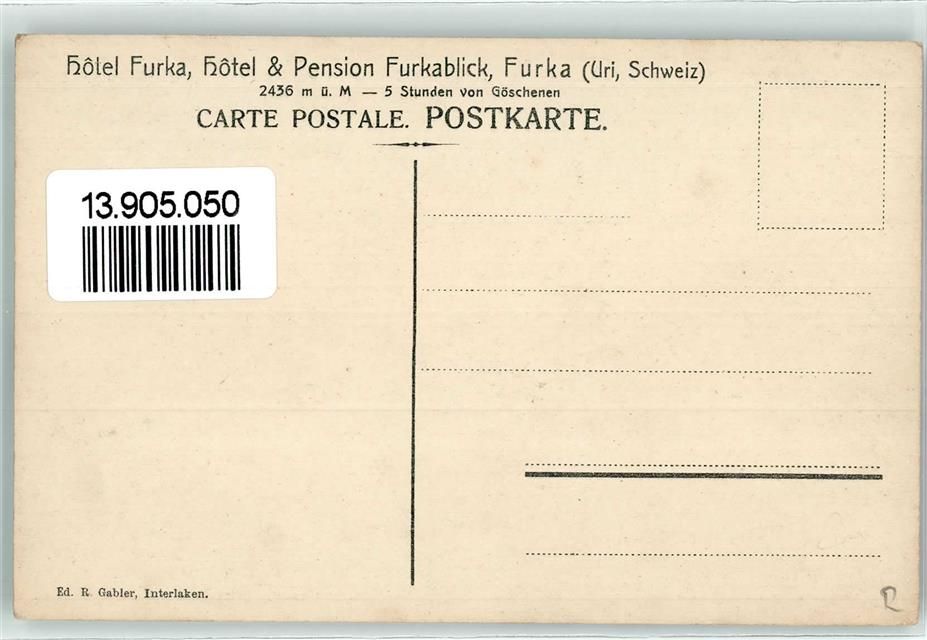 Hôtel Furka, Hôtel & Pension Furkablick, Furka (Uri, Schweiz)
2436 m ü. M — 5 Stunden von Göschenen
CARTE POSTALE. POSTKARTE.
13.905.050
Ed. R. Gabler, Interlaken.
R